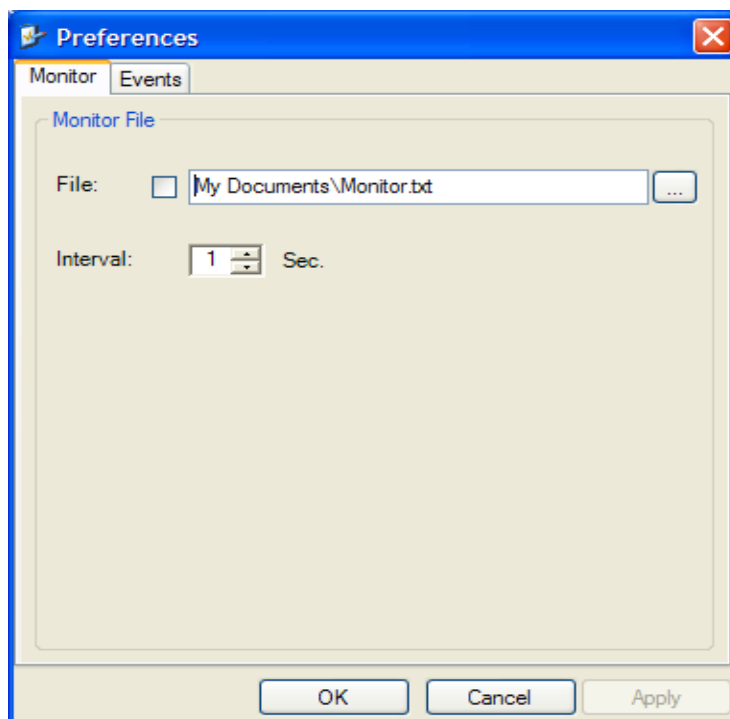 Preferences
Monitor Events
Monitor File
File: My Documents\Monitor.txt ...
Interval: 1 Sec.
OK Cancel Apply